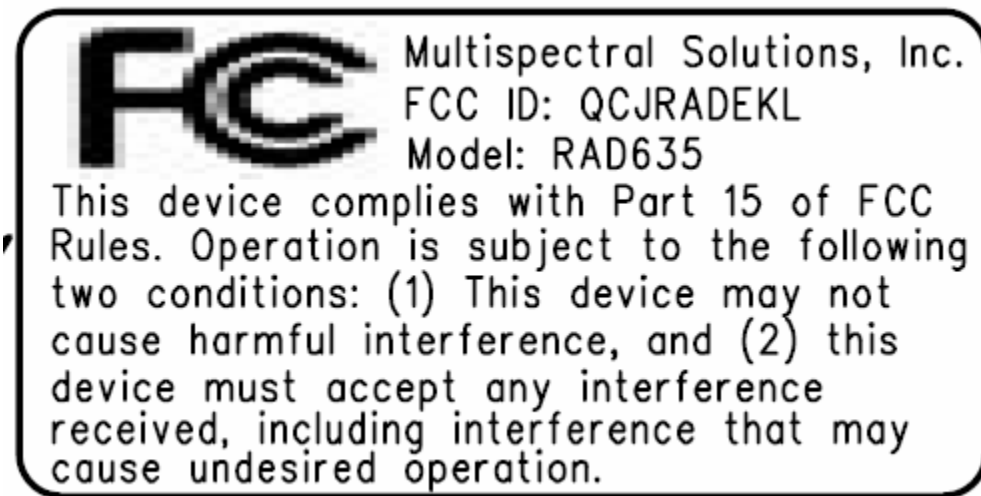 FCC
Multispectral Solutions, Inc.
FCC ID: QCJRADEKL
Model: RAD635
This device complies with Part 15 of FCC
Rules. Operation is subject to the following
two conditions: (1) This device may not
cause harmful interference, and (2) this
device must accept any interference
received, including interference that may
cause undesired operation.